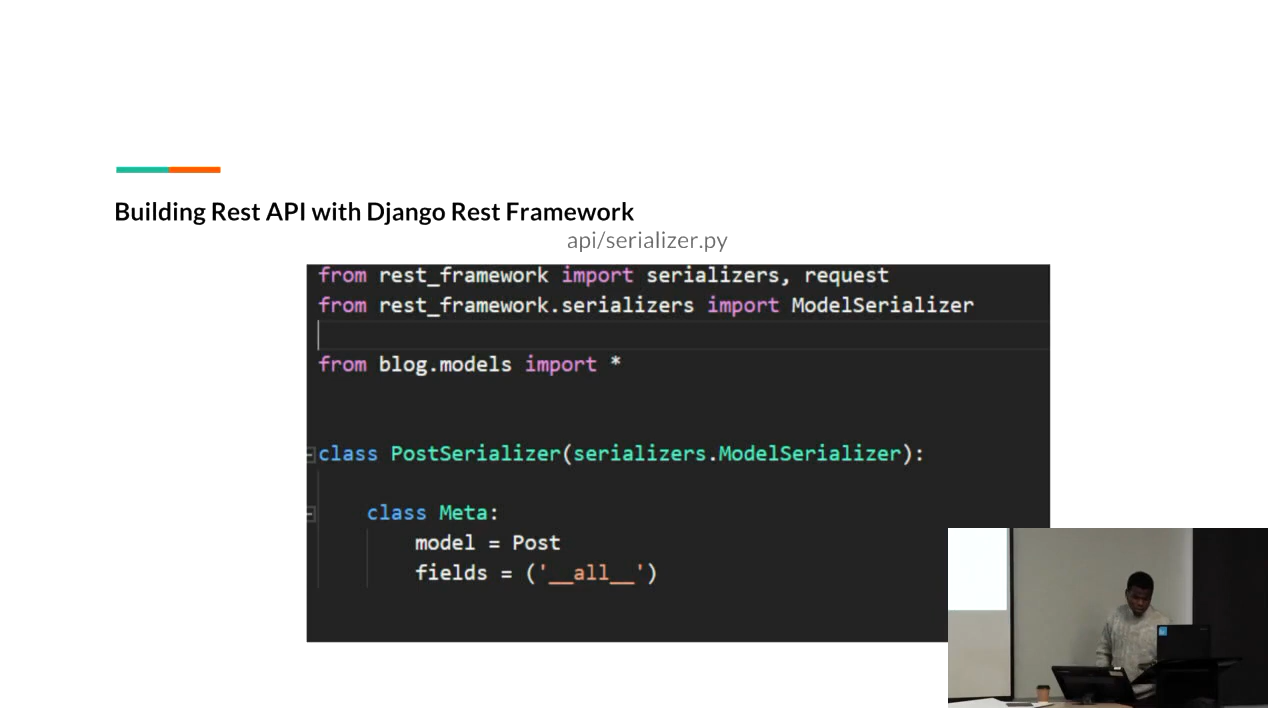 Building Rest API with Django Rest Framework
api/serializer.py
from rest_framework import serializers, request
from rest_framework.serializers import ModelSerializer
from blog.models import *
class PostSerializer(serializers.ModelSerializer):
class Meta:
model = Post
fields = ('__all__')